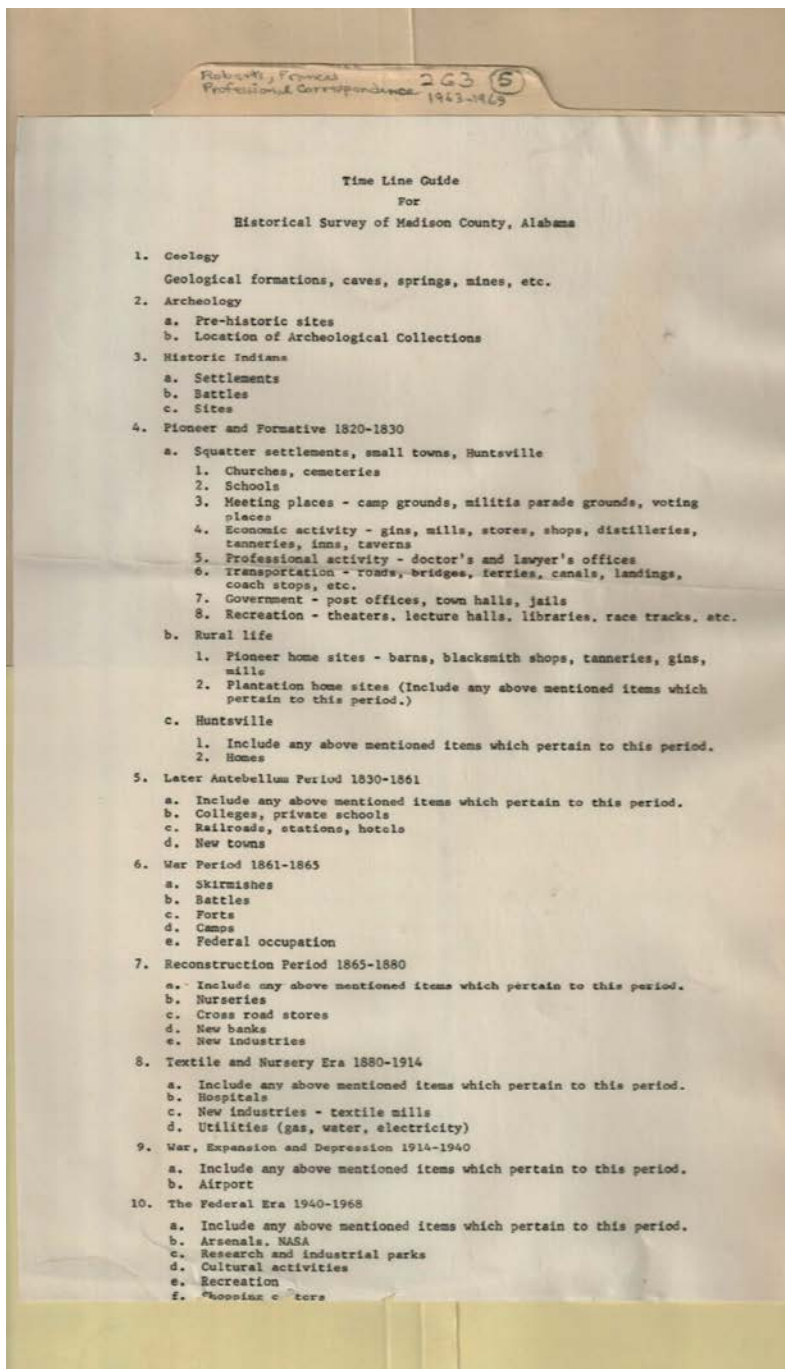 Roberts, Frances 2G3 (5)
Professional Correspondence 1963-1969
Time Line Guide
For
Historical Survey of Madison County, Alabama
1. Geology
Geological formations, caves, springs, mines, etc.
2. Archeology
a. Pre-historic sites
b. Location of Archeological Collections
3. Historic Indians
a. Settlements
b. Battles
c. Sites
4. Pioneer and Formative 1820-1830
a. Squatter settlements, small towns, Huntsville
1. Churches, cemeteries
2. Schools
3. Meeting places - camp grounds, militia parade grounds, voting
places
4. Economic activity - gins, mills, stores, shops, distilleries,
tanneries, inns, taverns
5. Professional activity - doctor's and lawyer's offices
6. Transportation - roads, bridges, ferries, canals, landings,
coach stops, etc.
7. Government - post offices, town halls, jails
8. Recreation - theaters, lecture halls, libraries, race tracks, etc.
b. Rural life
1. Pioneer home sites - barns, blacksmith shops, tanneries, gins,
mills
2. Plantation home sites (Include any above mentioned items which
pertain to this period.)
c. Huntsville
1. Include any above mentioned items which pertain to this period.
2. Homes
5. Later Antebellum Period 1830-1861
a. Include any above mentioned items which pertain to this period.
b. Colleges, private schools
c. Railroads, stations, hotels
d. New towns
6. War Period 1861-1865
a. Skirmishes
b. Battles
c. Forts
d. Camps
e. Federal occupation
7. Reconstruction Period 1865-1880
a. Include any above mentioned items which pertain to this period.
b. Nurseries
c. Cross road stores
d. New banks
e. New industries
8. Textile and Nursery Era 1880-1914
a. Include any above mentioned items which pertain to this period.
b. Hospitals
c. New industries - textile mills
d. Utilities (gas, water, electricity)
9. War, Expansion and Depression 1914-1940
a. Include any above mentioned items which pertain to this period.
b. Airport
10. The Federal Era 1940-1968
a. Include any above mentioned items which pertain to this period.
b. Arsenals, NASA
c. Research and industrial parks
d. Cultural activities
e. Recreation
f. Shopping